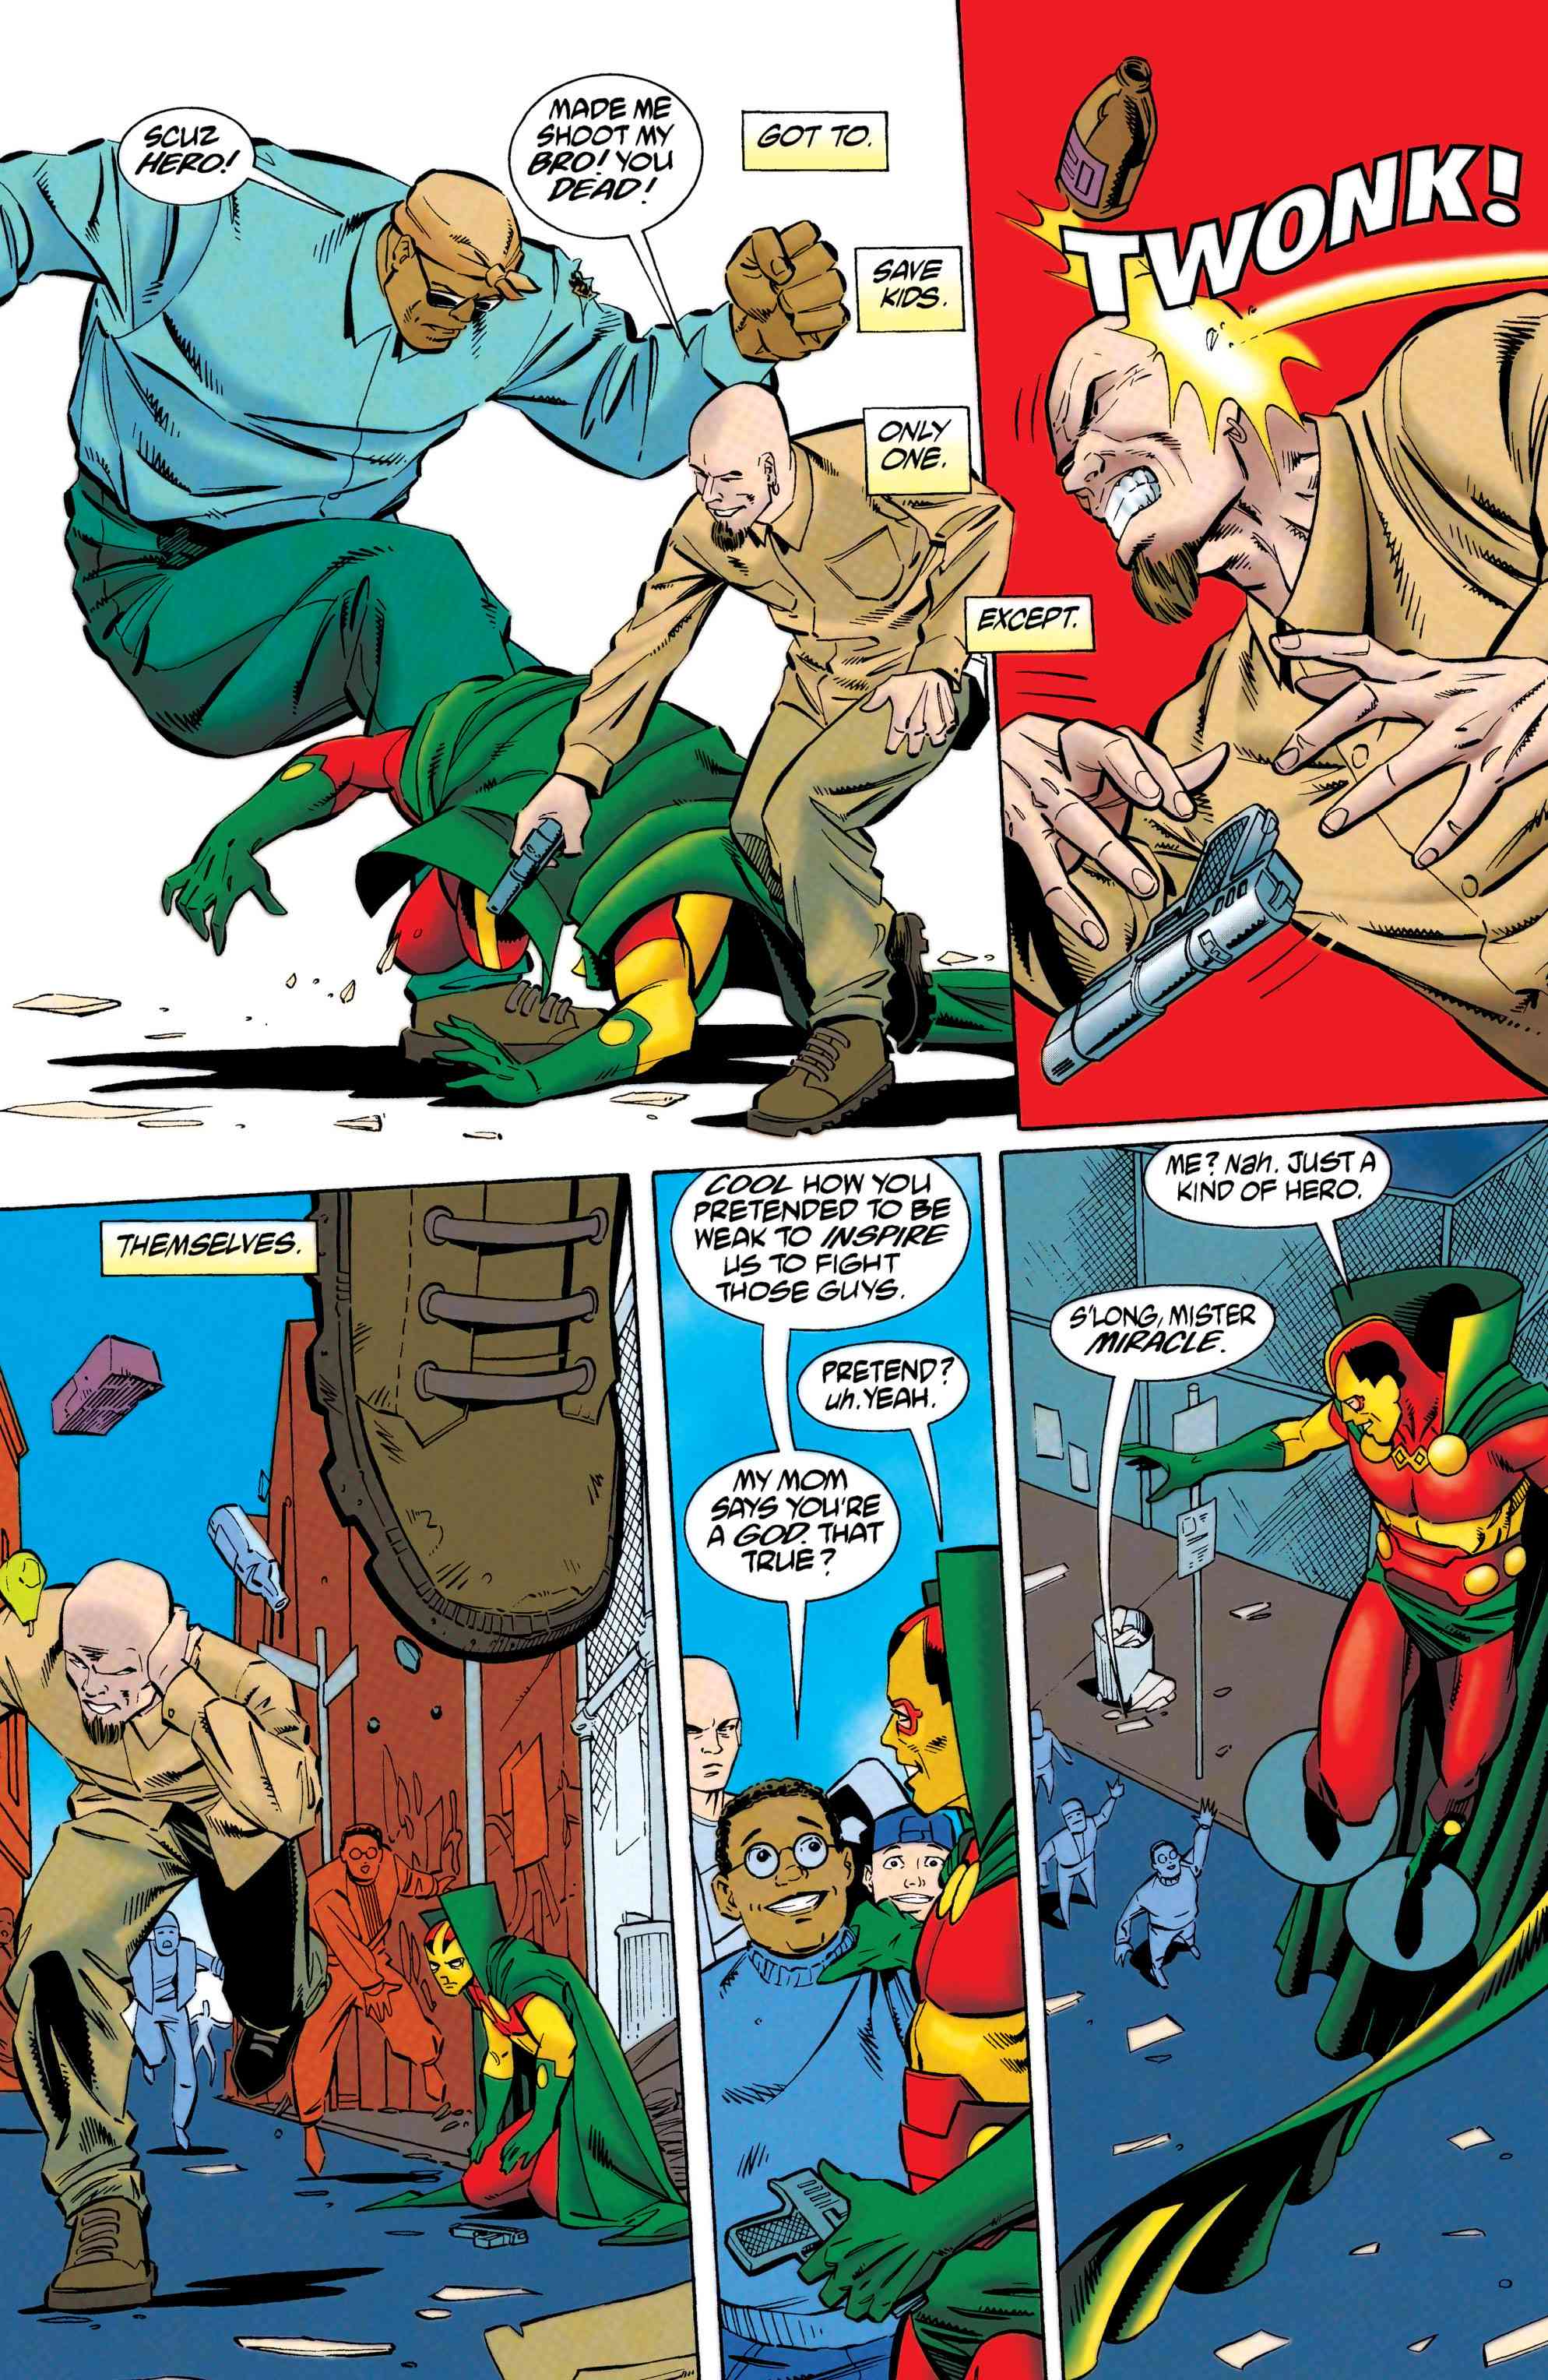 SCUZ
HERO!
MADE ME
SHOOT MY
BRO! YOU
DEAD!
GOT TO.
SAVE
KIDS.
ONLY
ONE.
EXCEPT.
TWONK!
THEMSELVES.
COOL HOW YOU
PRETENDED TO BE
WEAK TO INSPIRE
US TO FIGHT
THOSE GUYS.
PRETEND?
uh. YEAH.
MY MOM
SAYS YOU'RE
A GOD. THAT
TRUE?
ME? Nah. JUST A
KIND OF HERO.
S'LONG, MISTER
MIRACLE.